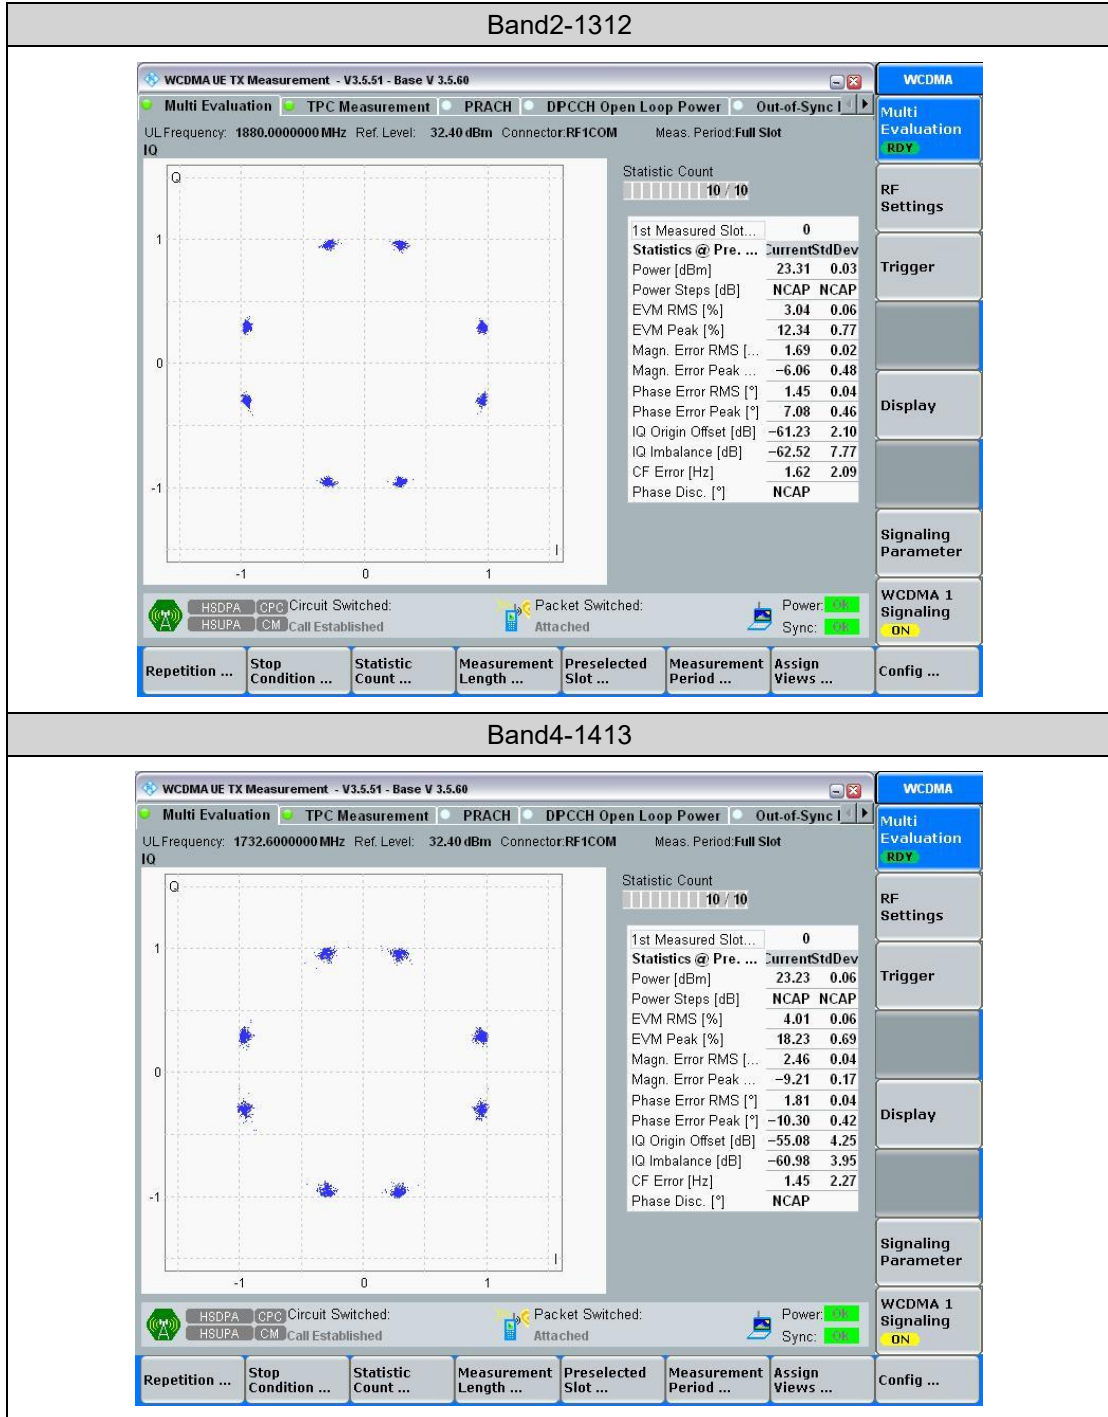 Band2-1312
WCDMA UE TX Measurement - V3.5.51 - Base V 3.5.60
WCDMA
Multi Evaluation TPC Measurement PRACH DPCCH Open Loop Power Out-of-Sync
Multi Evaluation RDY
UL Frequency: 1880.0000000 MHz Ref. Level: 32.40 dBm Connector:RF1COM Meas. Period:Full Slot
IQ
Q
1
0
-1
I
-1 0 1
Statistic Count
10 / 10
1st Measured Slot... 0
Statistics @ Pre. ... Current StdDev
Power [dBm] 23.31 0.03
Power Steps [dB] NCAP NCAP
EVM RMS [%] 3.04 0.06
EVM Peak [%] 12.34 0.77
Magn. Error RMS [... 1.69 0.02
Magn. Error Peak ... −6.06 0.48
Phase Error RMS [°] 1.45 0.04
Phase Error Peak [°] 7.08 0.46
IQ Origin Offset [dB] −61.23 2.10
IQ Imbalance [dB] −62.52 7.77
CF Error [Hz] 1.62 2.09
Phase Disc. [°] NCAP
RF Settings
Trigger
Display
Signaling Parameter
WCDMA 1 Signaling ON
HSDPA CPC Circuit Switched: Packet Switched: Power: OK
HSUPA CM Call Established Attached Sync: OK
Repetition ... Stop Condition ... Statistic Count ... Measurement Length ... Preselected Slot ... Measurement Period ... Assign Views ... Config ...
Band4-1413
WCDMA UE TX Measurement - V3.5.51 - Base V 3.5.60
WCDMA
Multi Evaluation TPC Measurement PRACH DPCCH Open Loop Power Out-of-Sync
Multi Evaluation RDY
UL Frequency: 1732.6000000 MHz Ref. Level: 32.40 dBm Connector:RF1COM Meas. Period:Full Slot
IQ
Q
1
0
-1
I
-1 0 1
Statistic Count
10 / 10
1st Measured Slot... 0
Statistics @ Pre. ... Current StdDev
Power [dBm] 23.23 0.06
Power Steps [dB] NCAP NCAP
EVM RMS [%] 4.01 0.06
EVM Peak [%] 18.23 0.69
Magn. Error RMS [... 2.46 0.04
Magn. Error Peak ... −9.21 0.17
Phase Error RMS [°] 1.81 0.04
Phase Error Peak [°] −10.30 0.42
IQ Origin Offset [dB] −55.08 4.25
IQ Imbalance [dB] −60.98 3.95
CF Error [Hz] 1.45 2.27
Phase Disc. [°] NCAP
RF Settings
Trigger
Display
Signaling Parameter
WCDMA 1 Signaling ON
HSDPA CPC Circuit Switched: Packet Switched: Power: OK
HSUPA CM Call Established Attached Sync: OK
Repetition ... Stop Condition ... Statistic Count ... Measurement Length ... Preselected Slot ... Measurement Period ... Assign Views ... Config ...